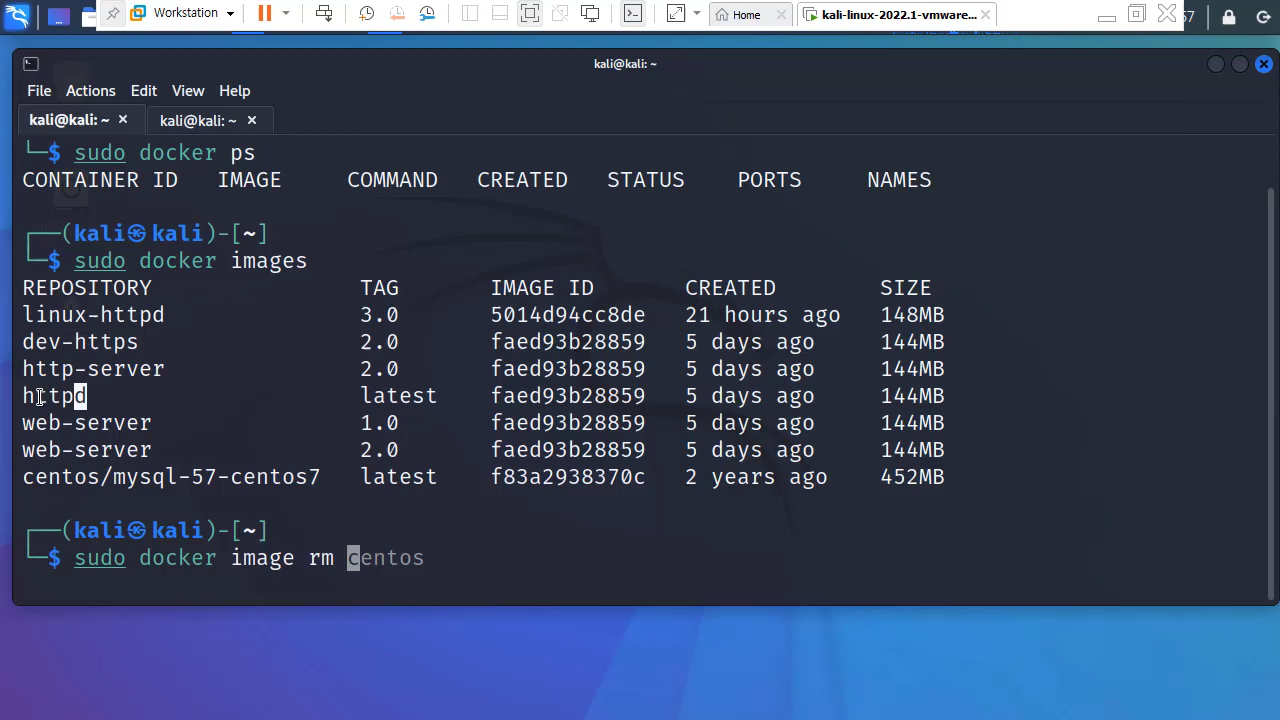 Workstation
Home
kali-linux-2022.1-vmware...
57
kali@kali: ~
File Actions Edit View Help
kali@kali: ~
kali@kali: ~
└─$ sudo docker ps
CONTAINER ID IMAGE COMMAND CREATED STATUS PORTS NAMES
┌──(kali㉿kali)-[~]
└─$ sudo docker images
REPOSITORY TAG IMAGE ID CREATED SIZE
linux-httpd 3.0 5014d94cc8de 21 hours ago 148MB
dev-https 2.0 faed93b28859 5 days ago 144MB
http-server 2.0 faed93b28859 5 days ago 144MB
httpd latest faed93b28859 5 days ago 144MB
web-server 1.0 faed93b28859 5 days ago 144MB
web-server 2.0 faed93b28859 5 days ago 144MB
centos/mysql-57-centos7 latest f83a2938370c 2 years ago 452MB
┌──(kali㉿kali)-[~]
└─$ sudo docker image rm centos